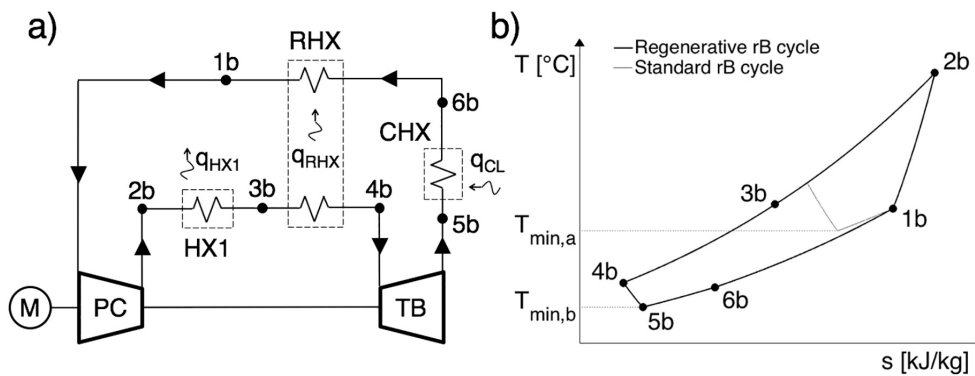 a)
RHX
1b
6b
CHX
qHX1
qRHX
qCL
2b
3b
4b
5b
HX1
M
PC
TB
b)
T [°C]
Regenerative rB cycle
Standard rB cycle
2b
3b
1b
Tmin,a
4b
6b
Tmin,b
5b
s [kJ/kg]